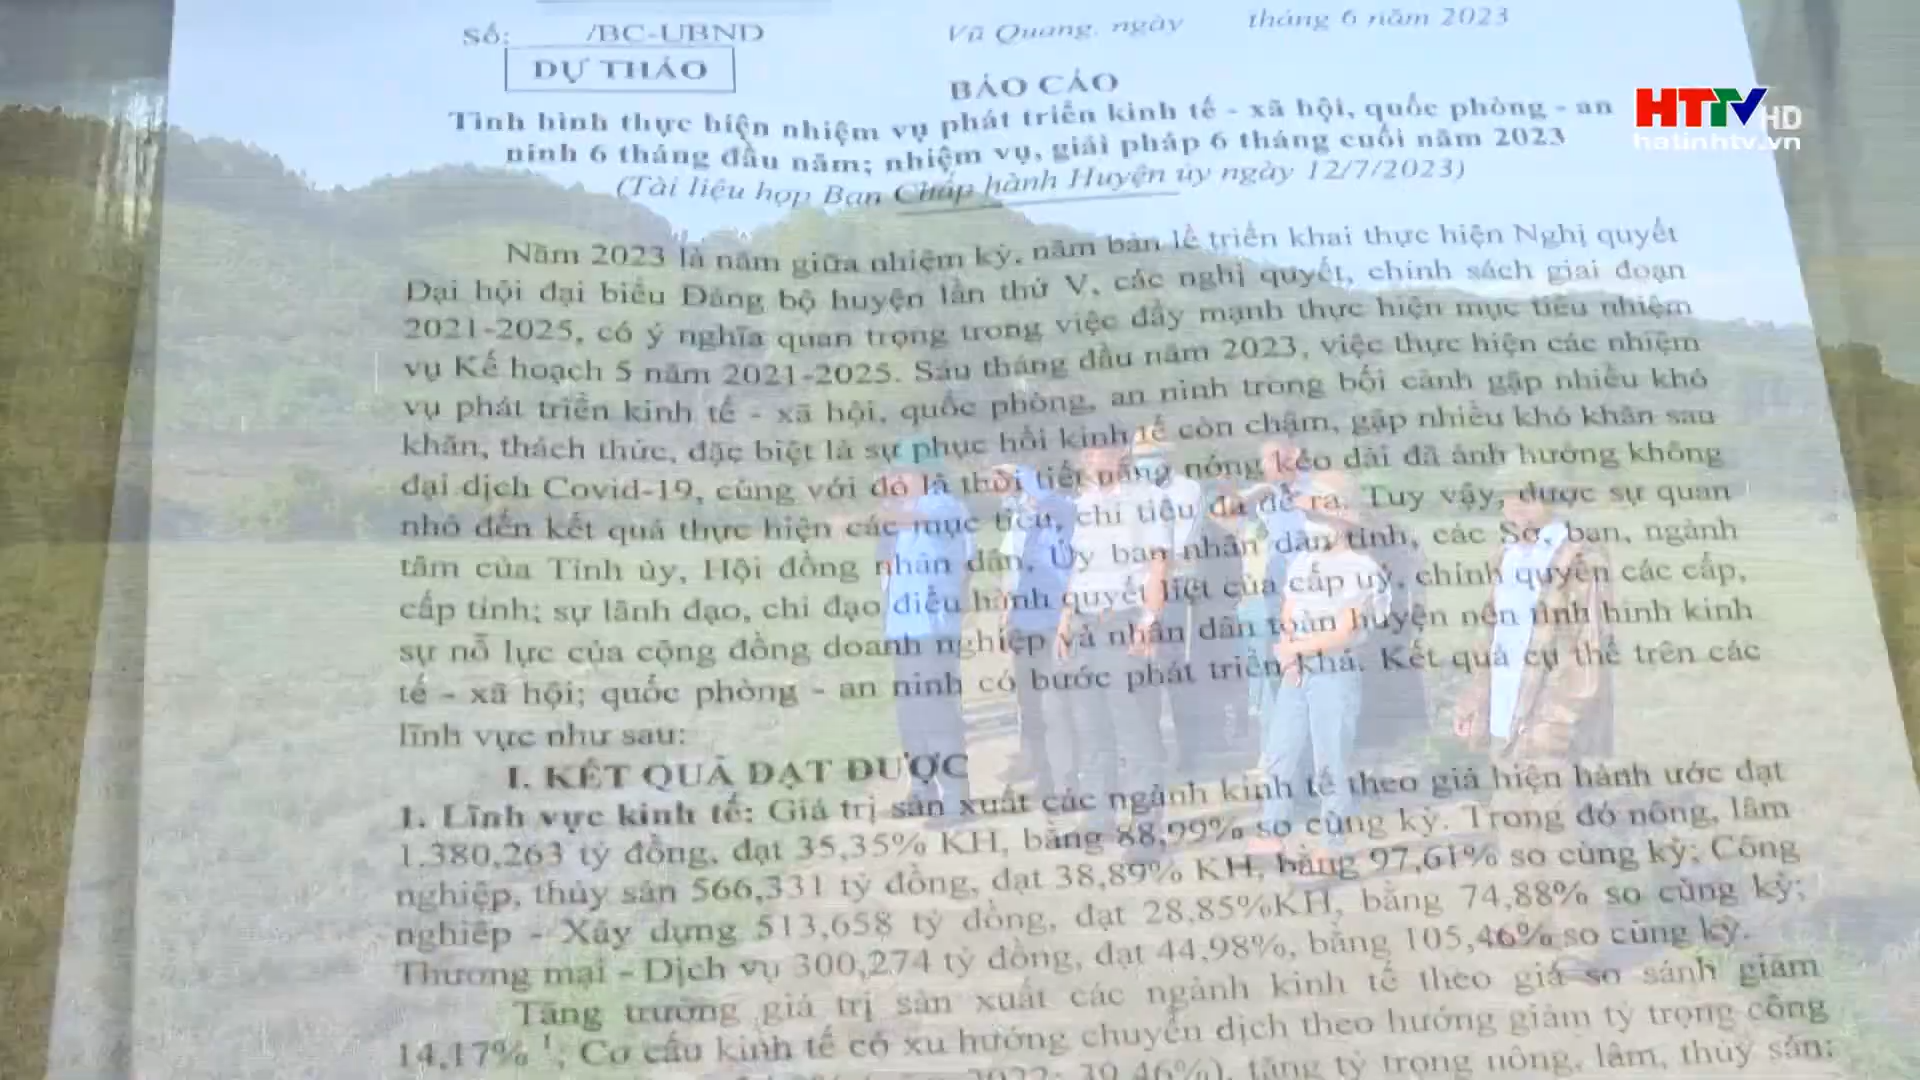 Số: /BC-UBND
Vũ Quang, ngày tháng 6 năm 2023
DỰ THẢO
BÁO CÁO
Tình hình thực hiện nhiệm vụ phát triển kinh tế - xã hội, quốc phòng - an
ninh 6 tháng đầu năm; nhiệm vụ, giải pháp 6 tháng cuối năm 2023
(Tài liệu họp Ban Chấp hành Huyện ủy ngày 12/7/2023)
HTTV HD
hatinhtv.vn
Năm 2023 là năm giữa nhiệm kỳ, năm bản lề triển khai thực hiện Nghị quyết
Đại hội đại biểu Đảng bộ huyện lần thứ V, các nghị quyết, chính sách giai đoạn
2021-2025, có ý nghĩa quan trọng trong việc đẩy mạnh thực hiện mục tiêu nhiệm
vụ Kế hoạch 5 năm 2021-2025. Sáu tháng đầu năm 2023, việc thực hiện các nhiệm
vụ phát triển kinh tế - xã hội, quốc phòng, an ninh trong bối cảnh gặp nhiều khó
khăn, thách thức, đặc biệt là sự phục hồi kinh tế còn chậm, gặp nhiều khó khăn sau
đại dịch Covid-19, cùng với đó là thời tiết nắng nóng kéo dài đã ảnh hưởng không
nhỏ đến kết quả thực hiện các mục tiêu, chỉ tiêu đã đề ra. Tuy vậy, được sự quan
tâm của Tỉnh ủy, Hội đồng nhân dân, Ủy ban nhân dân tỉnh, các Sở, ban, ngành
cấp tỉnh; sự lãnh đạo, chỉ đạo điều hành quyết liệt của cấp uỷ, chính quyền các cấp,
sự nỗ lực của cộng đồng doanh nghiệp và nhân dân toàn huyện nên tình hình kinh
tế - xã hội; quốc phòng - an ninh có bước phát triển khá. Kết quả cụ thể trên các
lĩnh vực như sau:
I. KẾT QUẢ ĐẠT ĐƯỢC
1. Lĩnh vực kinh tế: Giá trị sản xuất các ngành kinh tế theo giá hiện hành ước đạt
1.380,263 tỷ đồng, đạt 35,35% KH, bằng 88,99% so cùng kỳ. Trong đó nông, lâm
nghiệp, thủy sản 566,331 tỷ đồng, đạt 38,89% KH, bằng 97,61% so cùng kỳ; Công
nghiệp - Xây dựng 513,658 tỷ đồng, đạt 28,85%KH, bằng 74,88% so cùng kỳ;
Thương mại - Dịch vụ 300,274 tỷ đồng, đạt 44,98%, bằng 105,46% so cùng kỳ.
Tăng trưởng giá trị sản xuất các ngành kinh tế theo giá so sánh giảm
14,17% 1; Cơ cấu kinh tế có xu hướng chuyển dịch theo hướng giảm tỷ trọng công
2022: 39,46%), tăng tỷ trọng nông, lâm, thủy sản;